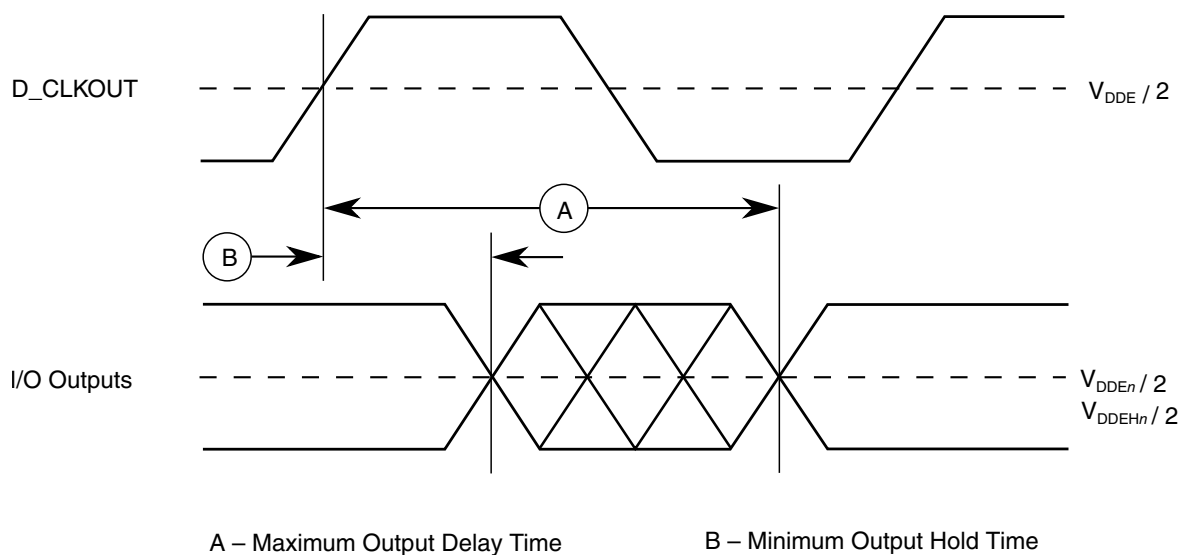 D_CLKOUT
V_DDE / 2
A
B
I/O Outputs
V_DDEn / 2
V_DDEHn / 2
A – Maximum Output Delay Time
B – Minimum Output Hold Time